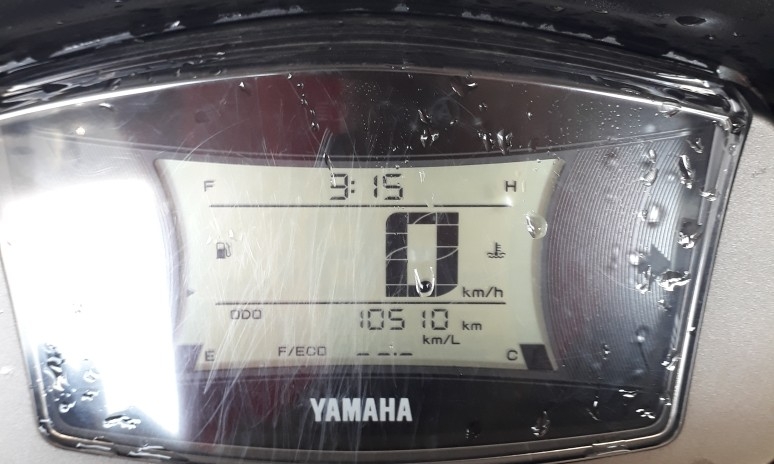 F 9:15 H
0 km/h
ODO 10510 km
km/L
E F/ECO _ _._ C
YAMAHA